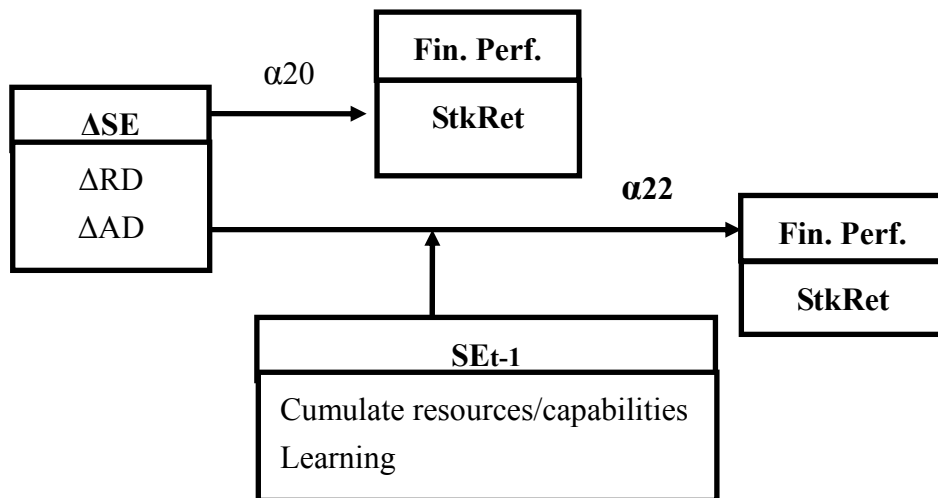 Fin. Perf.
StkRet
α20
ΔSE
ΔRD
ΔAD
α22
Fin. Perf.
StkRet
SEt-1
Cumulate resources/capabilities
Learning